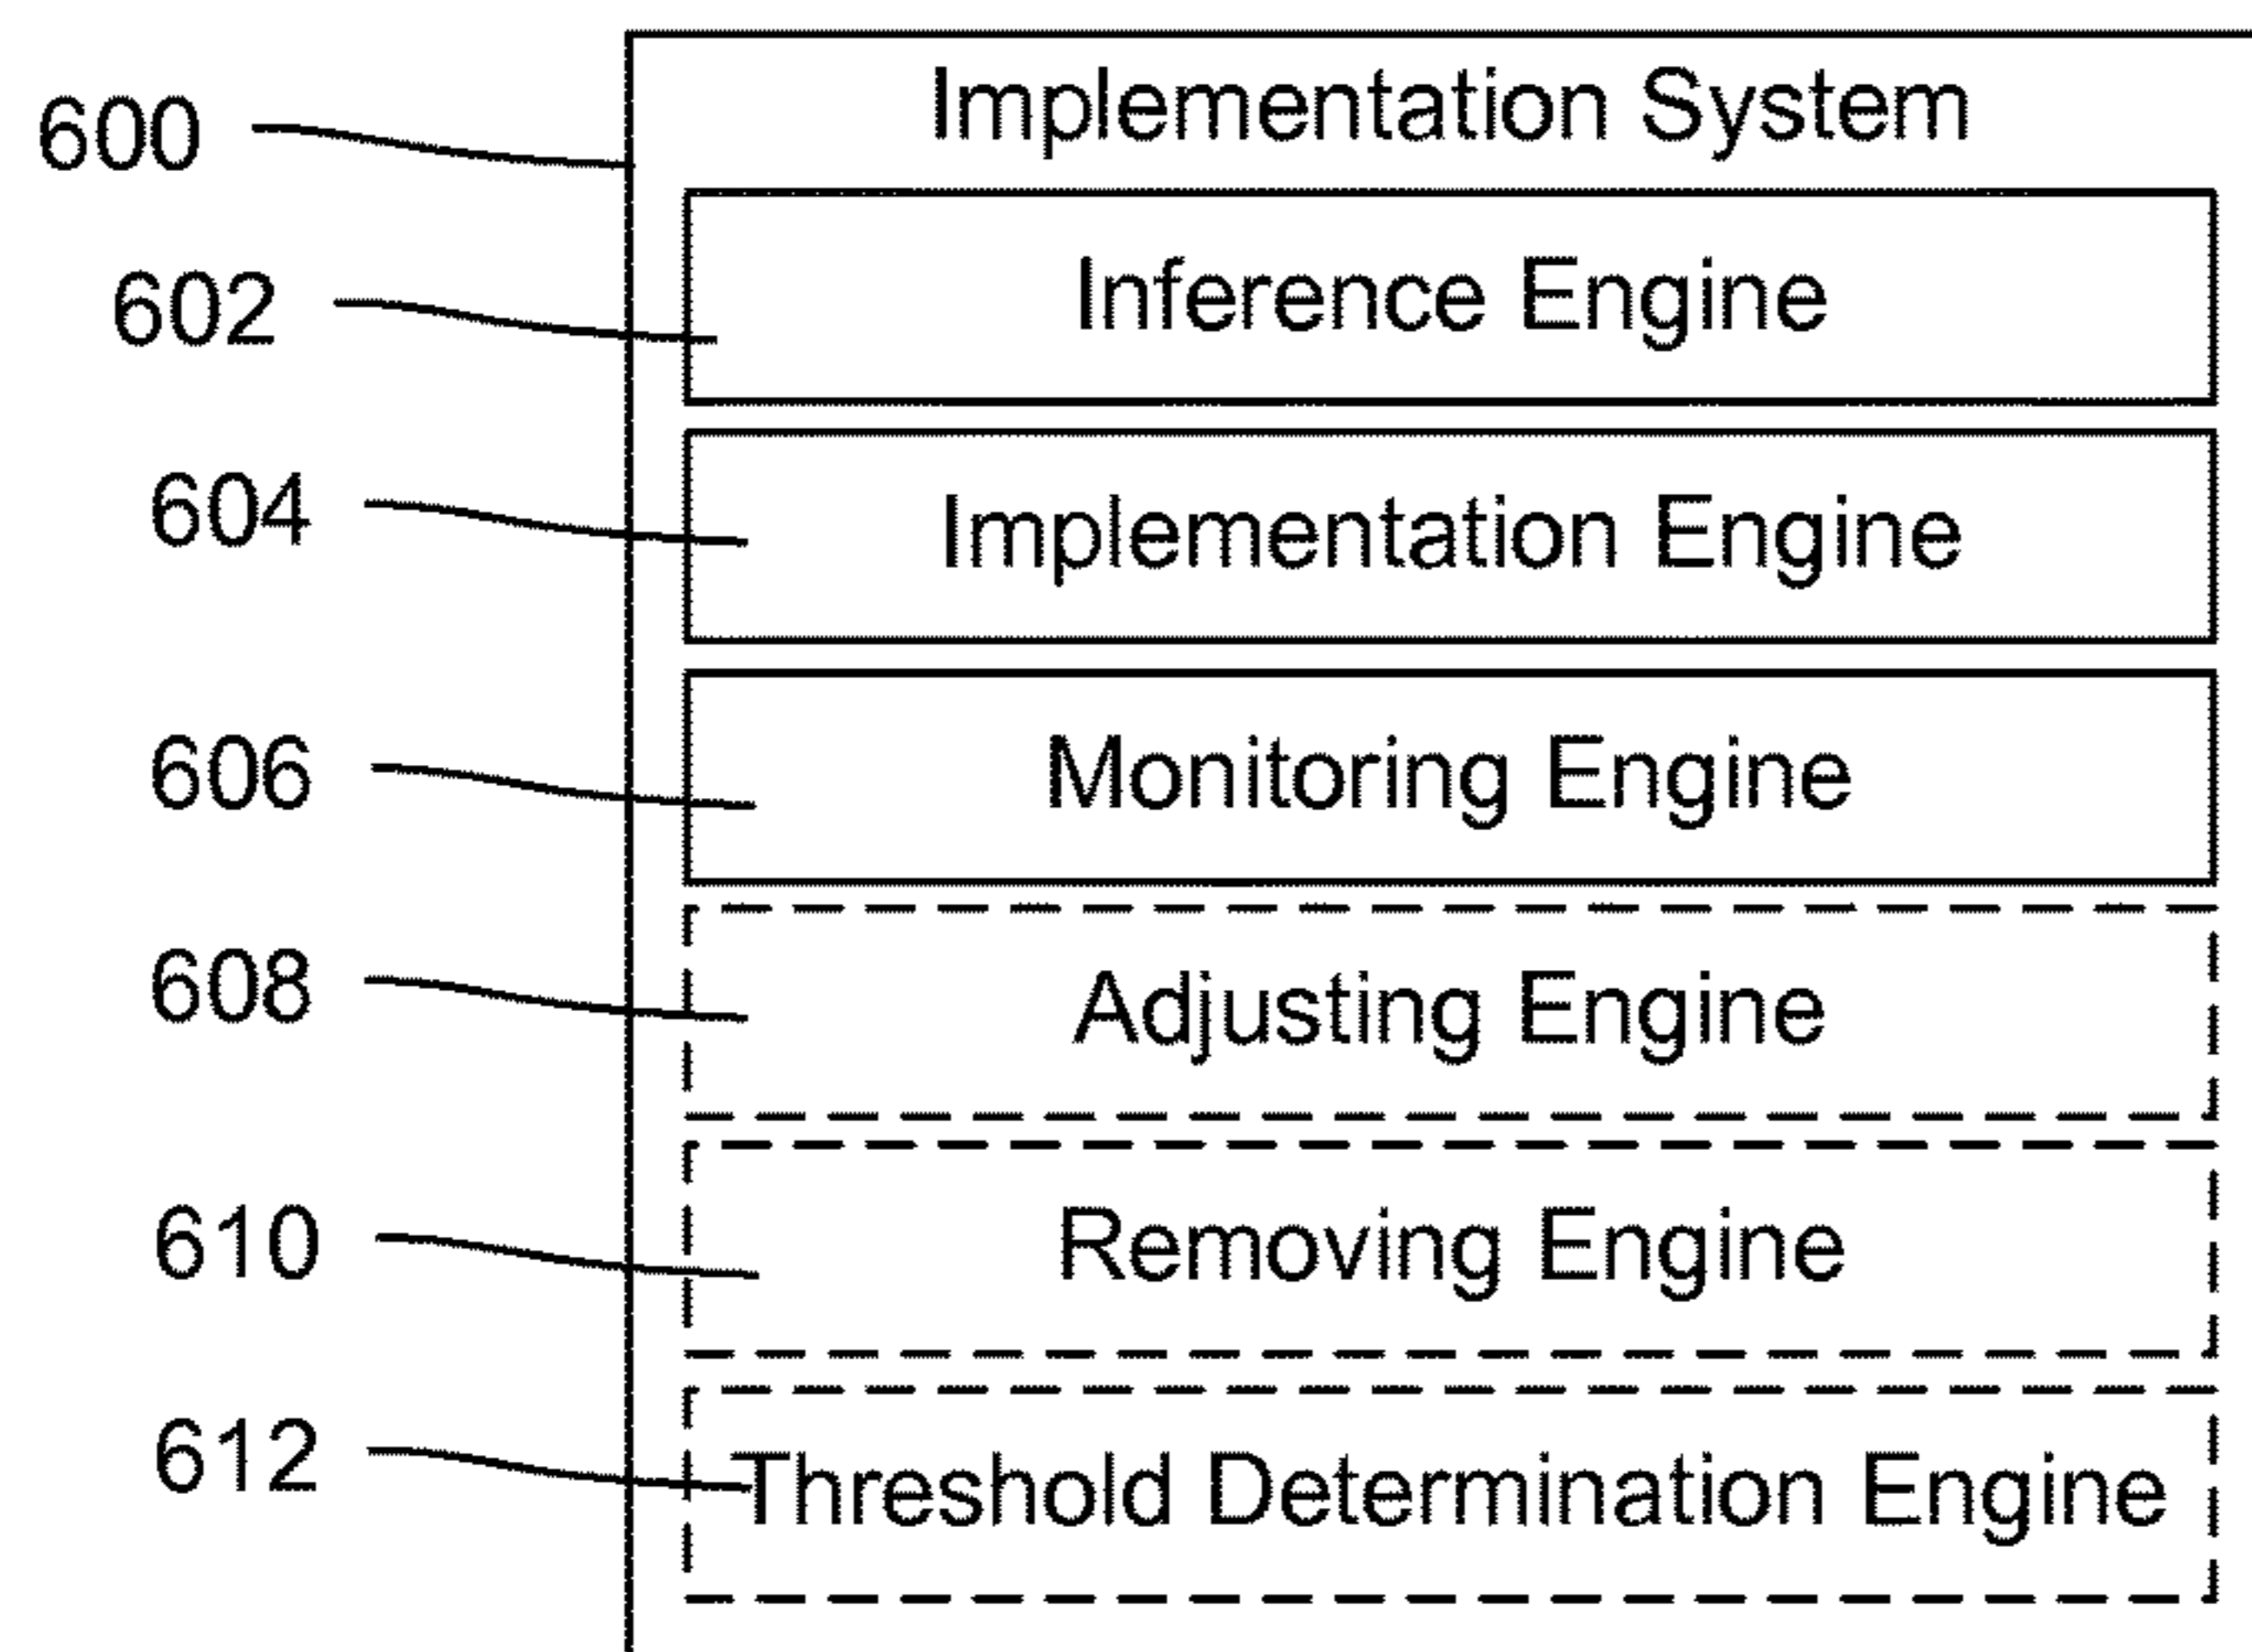 Implementation System
600
Inference Engine
602
Implementation Engine
604
Monitoring Engine
606
Adjusting Engine
608
Removing Engine
610
Threshold Determination Engine
612